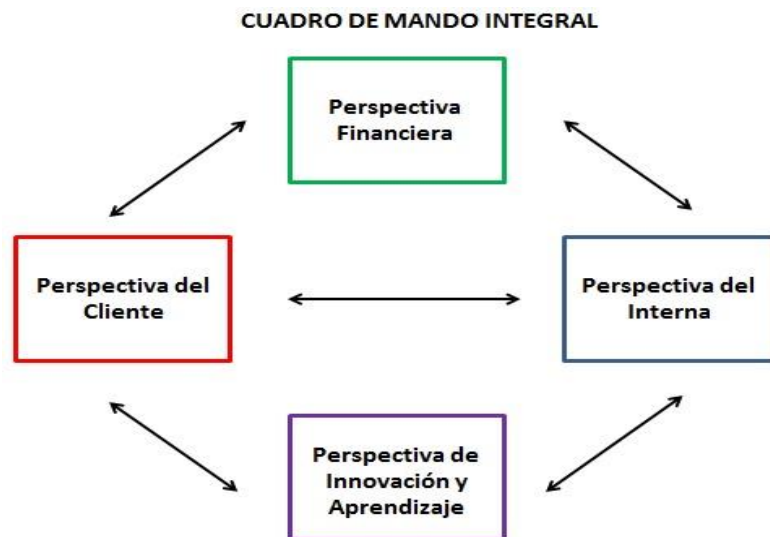 CUADRO DE MANDO INTEGRAL
Perspectiva
Financiera
Perspectiva del
Cliente
Perspectiva del
Interna
Perspectiva de
Innovación y
Aprendizaje